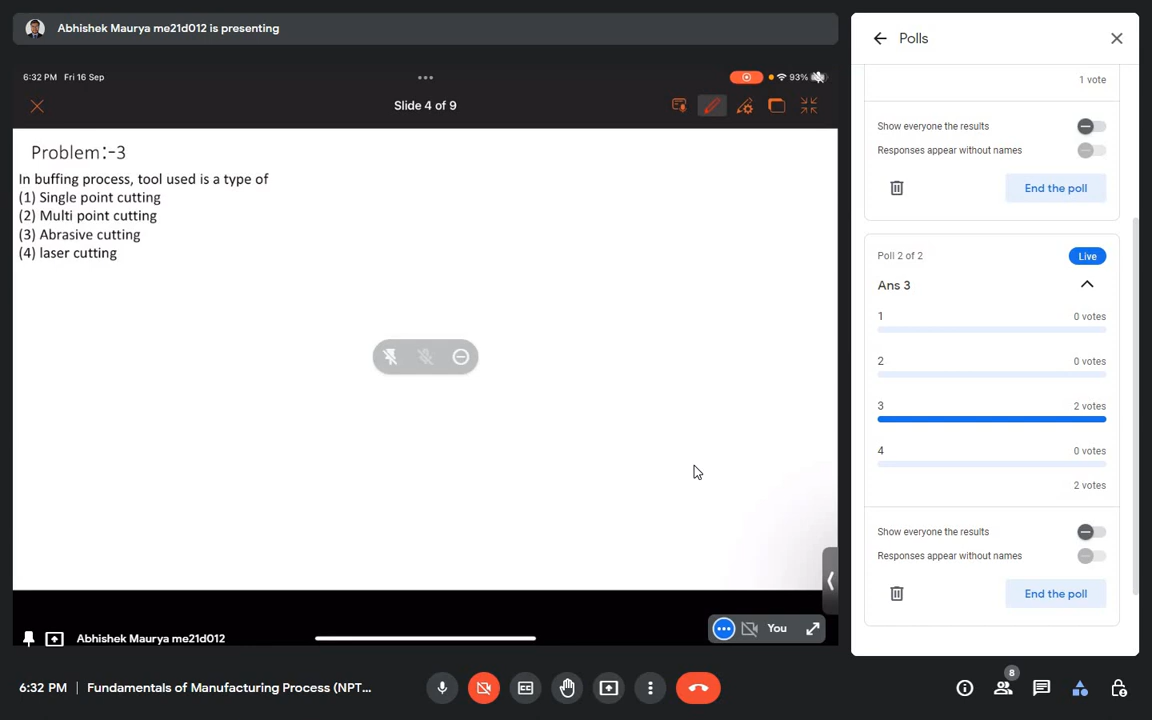 Abhishek Maurya me21d012 is presenting
6:32 PM Fri 16 Sep
93%
Slide 4 of 9
Problem:-3
In buffing process, tool used is a type of
(1) Single point cutting
(2) Multi point cutting
(3) Abrasive cutting
(4) laser cutting
Abhishek Maurya me21d012
You
Polls
1 vote
Show everyone the results
Responses appear without names
End the poll
Poll 2 of 2
Live
Ans 3
1 0 votes
2 0 votes
3 2 votes
4 0 votes
2 votes
Show everyone the results
Responses appear without names
End the poll
6:32 PM | Fundamentals of Manufacturing Process (NPT...
8